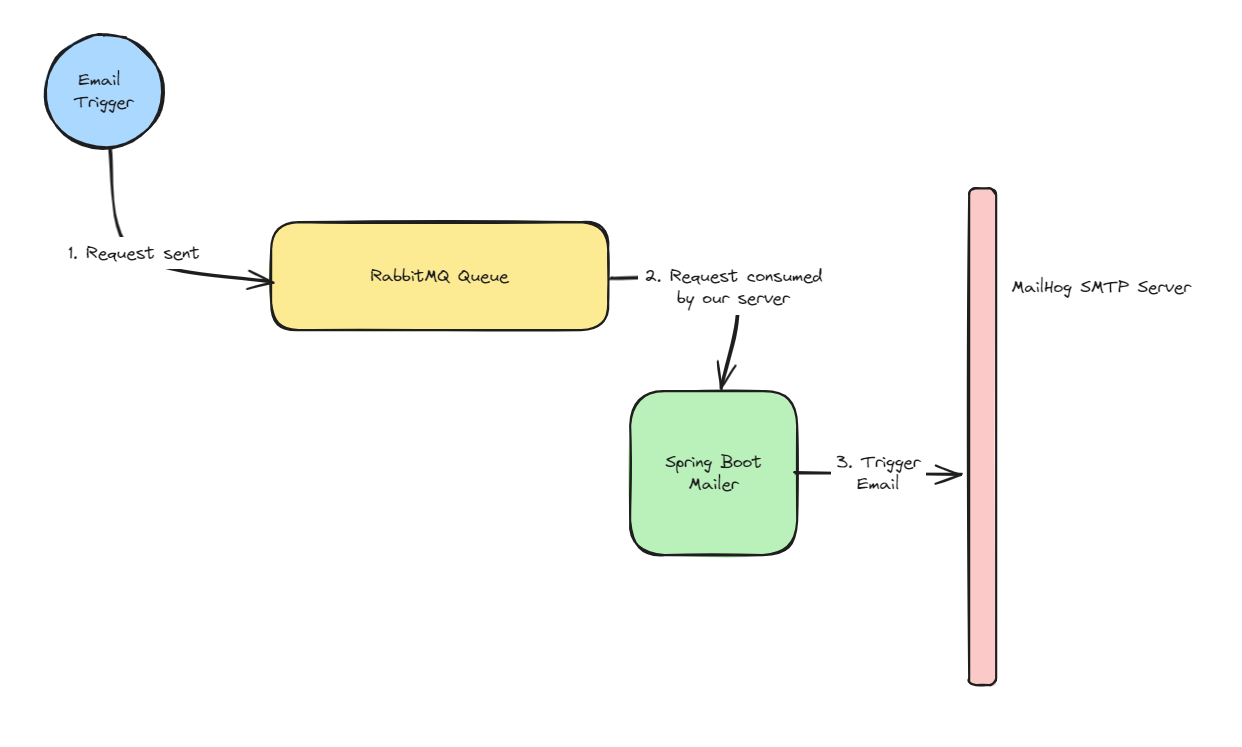 Email
Trigger
1. Request sent
RabbitMQ Queue
2. Request consumed
by our server
MailHog SMTP Server
Spring Boot
Mailer
3. Trigger
Email